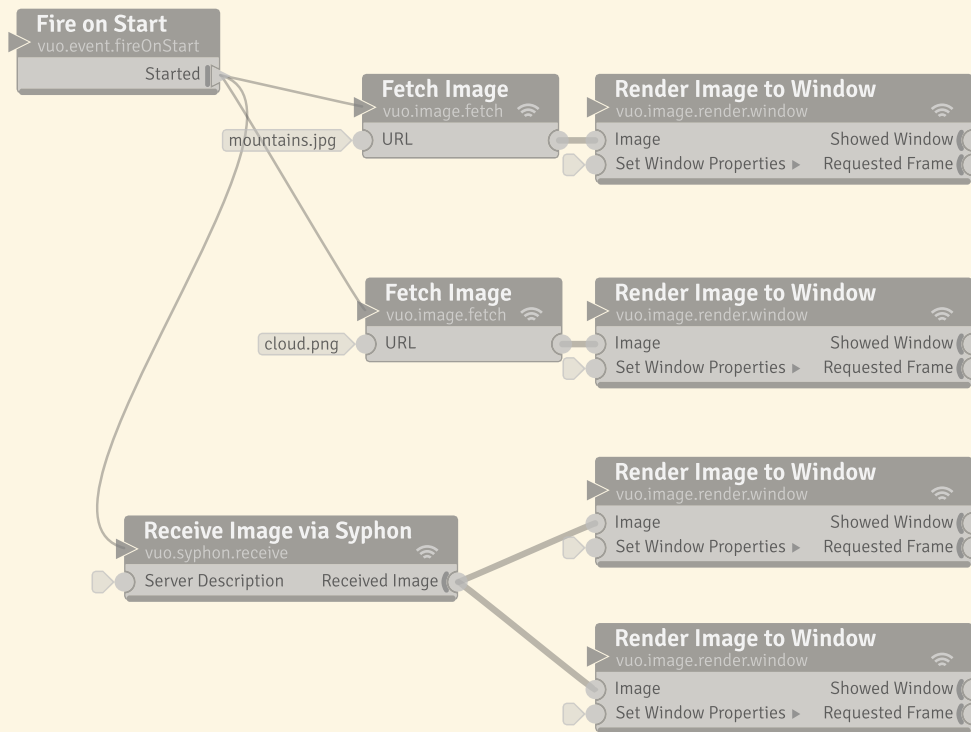 Fire on Start
vuo.event.fireOnStart
Started
Fetch Image
vuo.image.fetch
mountains.jpg
URL
Render Image to Window
vuo.image.render.window
Image
Showed Window
Set Window Properties
Requested Frame
Fetch Image
vuo.image.fetch
cloud.png
URL
Render Image to Window
vuo.image.render.window
Image
Showed Window
Set Window Properties
Requested Frame
Receive Image via Syphon
vuo.syphon.receive
Server Description
Received Image
Render Image to Window
vuo.image.render.window
Image
Showed Window
Set Window Properties
Requested Frame
Render Image to Window
vuo.image.render.window
Image
Showed Window
Set Window Properties
Requested Frame